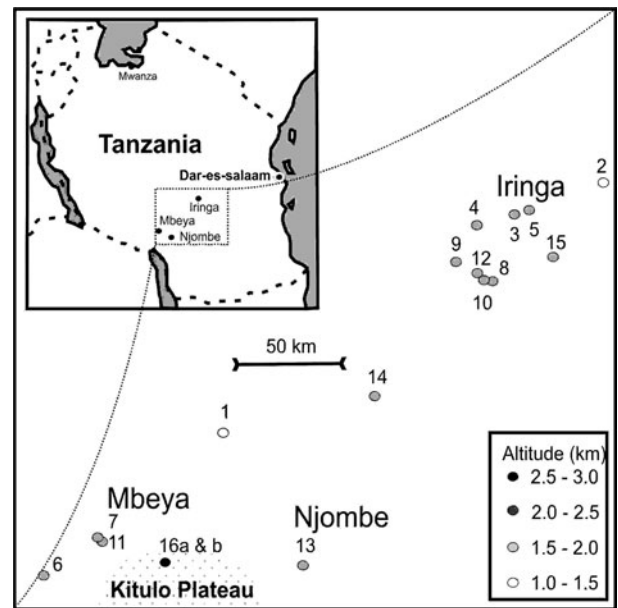 Mwanza
Tanzania
Dar-es-salaam
Iringa
Mbeya
Njombe
2
Iringa
4
3
5
15
9
12
8
10
50 km
14
1
Mbeya
7
11
16a & b
Njombe
13
6
Kitulo Plateau
Altitude (km)
2.5 - 3.0
2.0 - 2.5
1.5 - 2.0
1.0 - 1.5